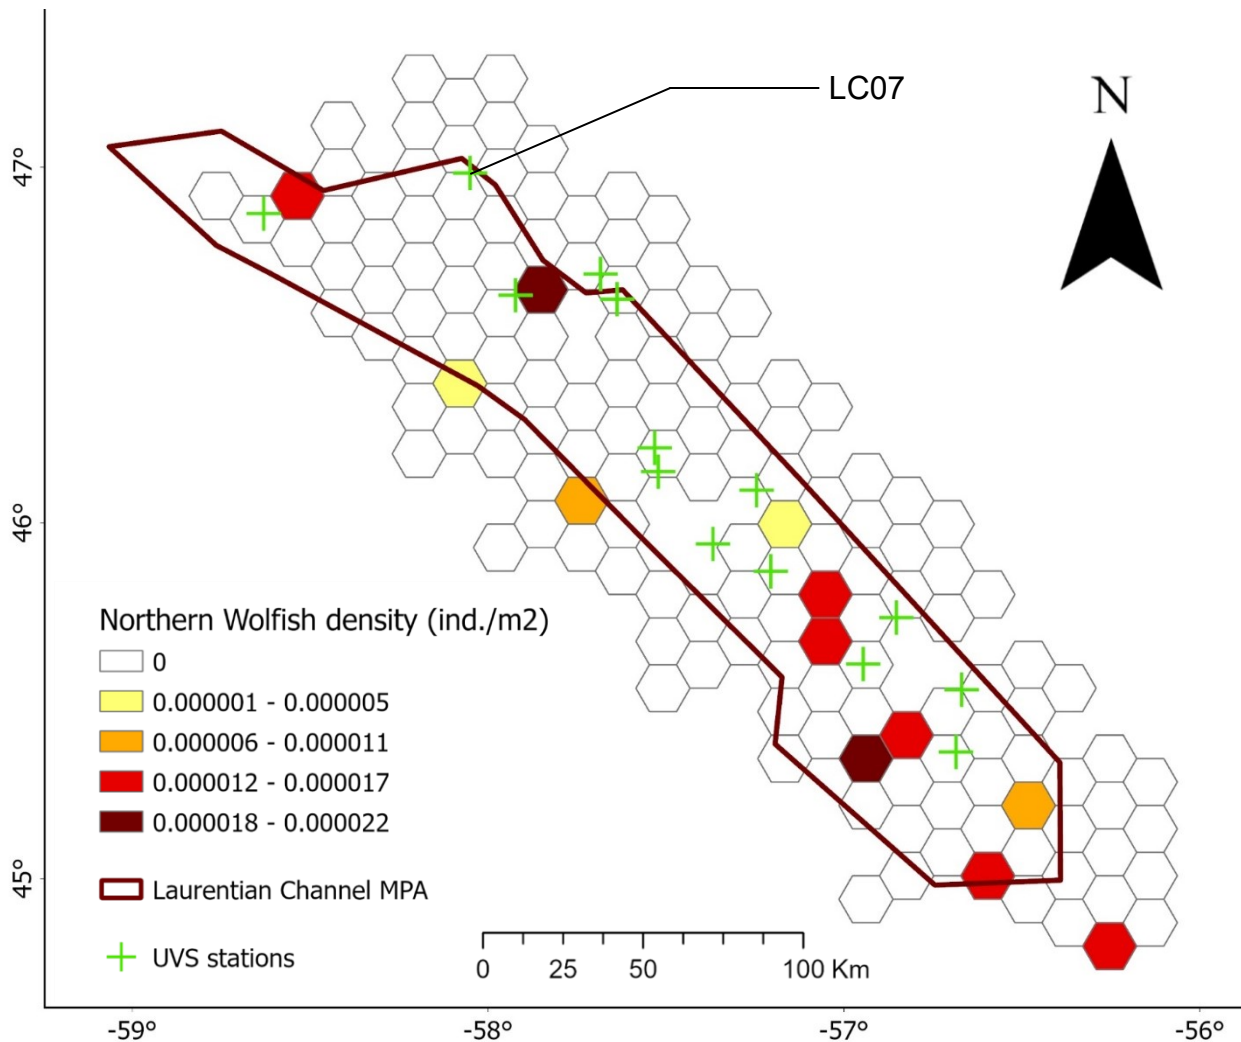 LC07
N
47°
46°
45°
Northern Wolfish density (ind./m2)
0
0.000001 - 0.000005
0.000006 - 0.000011
0.000012 - 0.000017
0.000018 - 0.000022
Laurentian Channel MPA
UVS stations
0 25 50 100 Km
-59° -58° -57° -56°